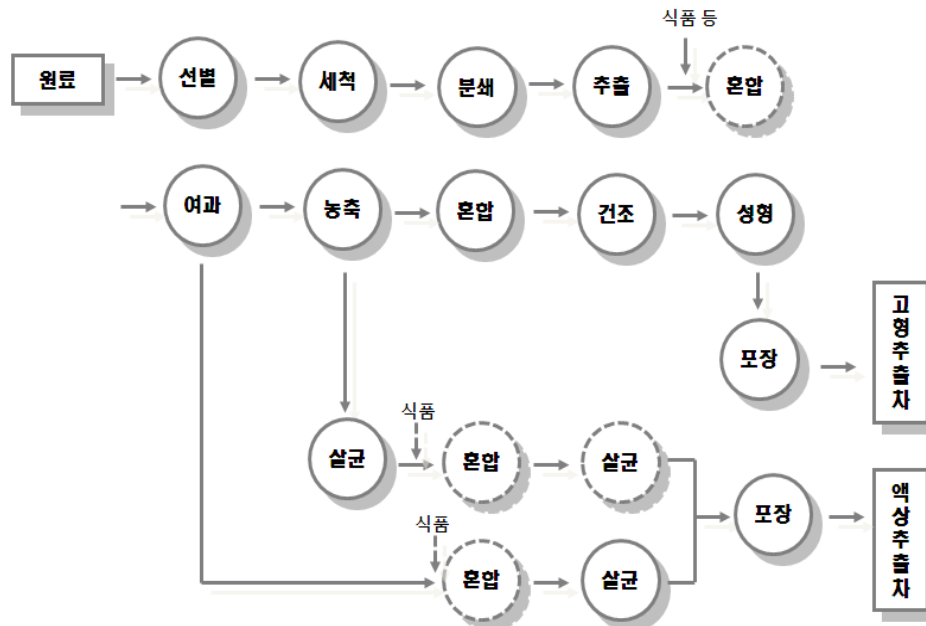 식품 등
원료
선별
세척
분쇄
추출
혼합
여과
농축
혼합
건조
성형
포장
고형추출차
식품
살균
혼합
살균
포장
액상추출차
식품
혼합
살균